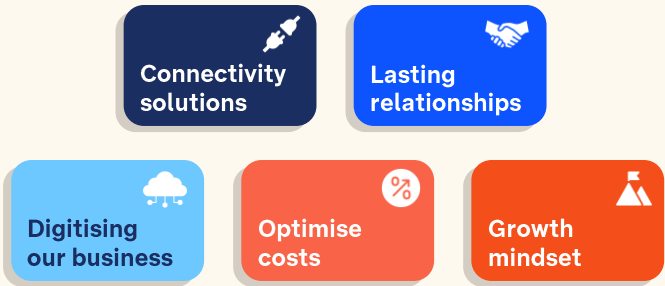 Connectivity
solutions
Lasting
relationships
Digitising
our business
Optimise
costs
Growth
mindset